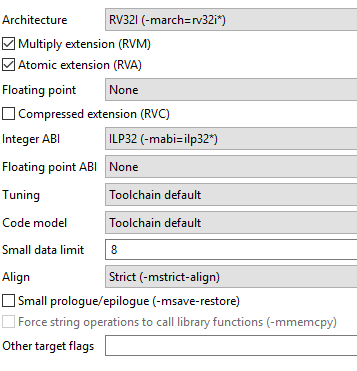 Architecture RV32I (-march=rv32i*)
Multiply extension (RVM)
Atomic extension (RVA)
Floating point None
Compressed extension (RVC)
Integer ABI ILP32 (-mabi=ilp32*)
Floating point ABI None
Tuning Toolchain default
Code model Toolchain default
Small data limit 8
Align Strict (-mstrict-align)
Small prologue/epilogue (-msave-restore)
Force string operations to call library functions (-mmemcpy)
Other target flags